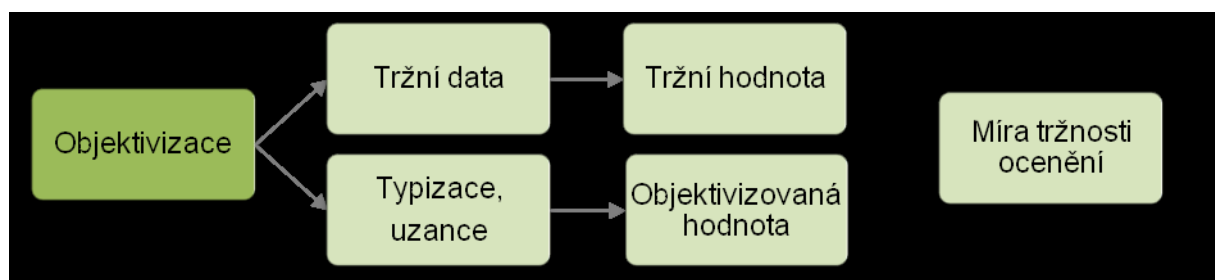 Objektivizace
Tržní data
Tržní hodnota
Typizace,
uzance
Objektivizovaná
hodnota
Míra tržnosti
ocenění